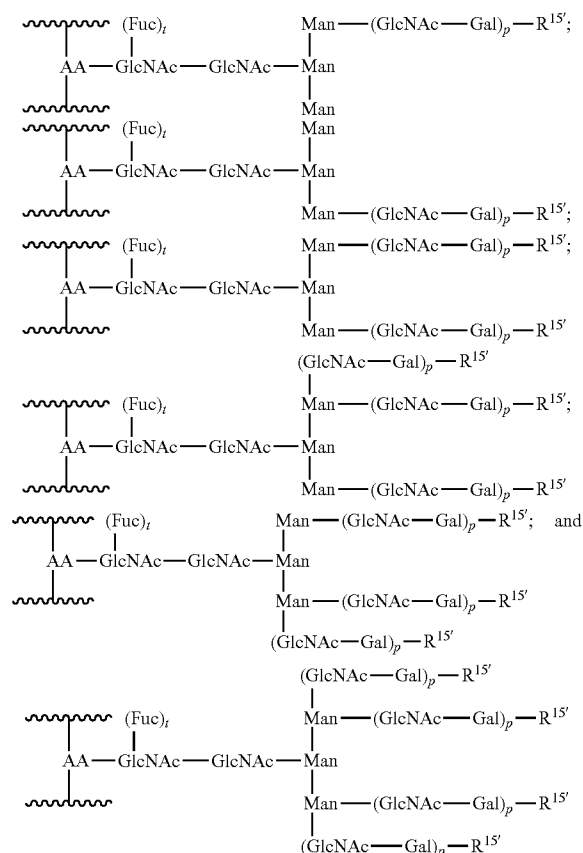 (Fuc)t Man—(GlcNAc—Gal)p—R15';
AA—GlcNAc—GlcNAc—Man
Man
(Fuc)t Man
AA—GlcNAc—GlcNAc—Man
Man—(GlcNAc—Gal)p—R15';
(Fuc)t Man—(GlcNAc—Gal)p—R15';
AA—GlcNAc—GlcNAc—Man
Man—(GlcNAc—Gal)p—R15'
(GlcNAc—Gal)p—R15'
(Fuc)t Man—(GlcNAc—Gal)p—R15';
AA—GlcNAc—GlcNAc—Man
Man—(GlcNAc—Gal)p—R15'
(Fuc)t Man—(GlcNAc—Gal)p—R15'; and
AA—GlcNAc—GlcNAc—Man
Man—(GlcNAc—Gal)p—R15'
(GlcNAc—Gal)p—R15'
(GlcNAc—Gal)p—R15'
(Fuc)t Man—(GlcNAc—Gal)p—R15'
AA—GlcNAc—GlcNAc—Man
Man—(GlcNAc—Gal)p—R15'
(GlcNAc—Gal)p—R15'